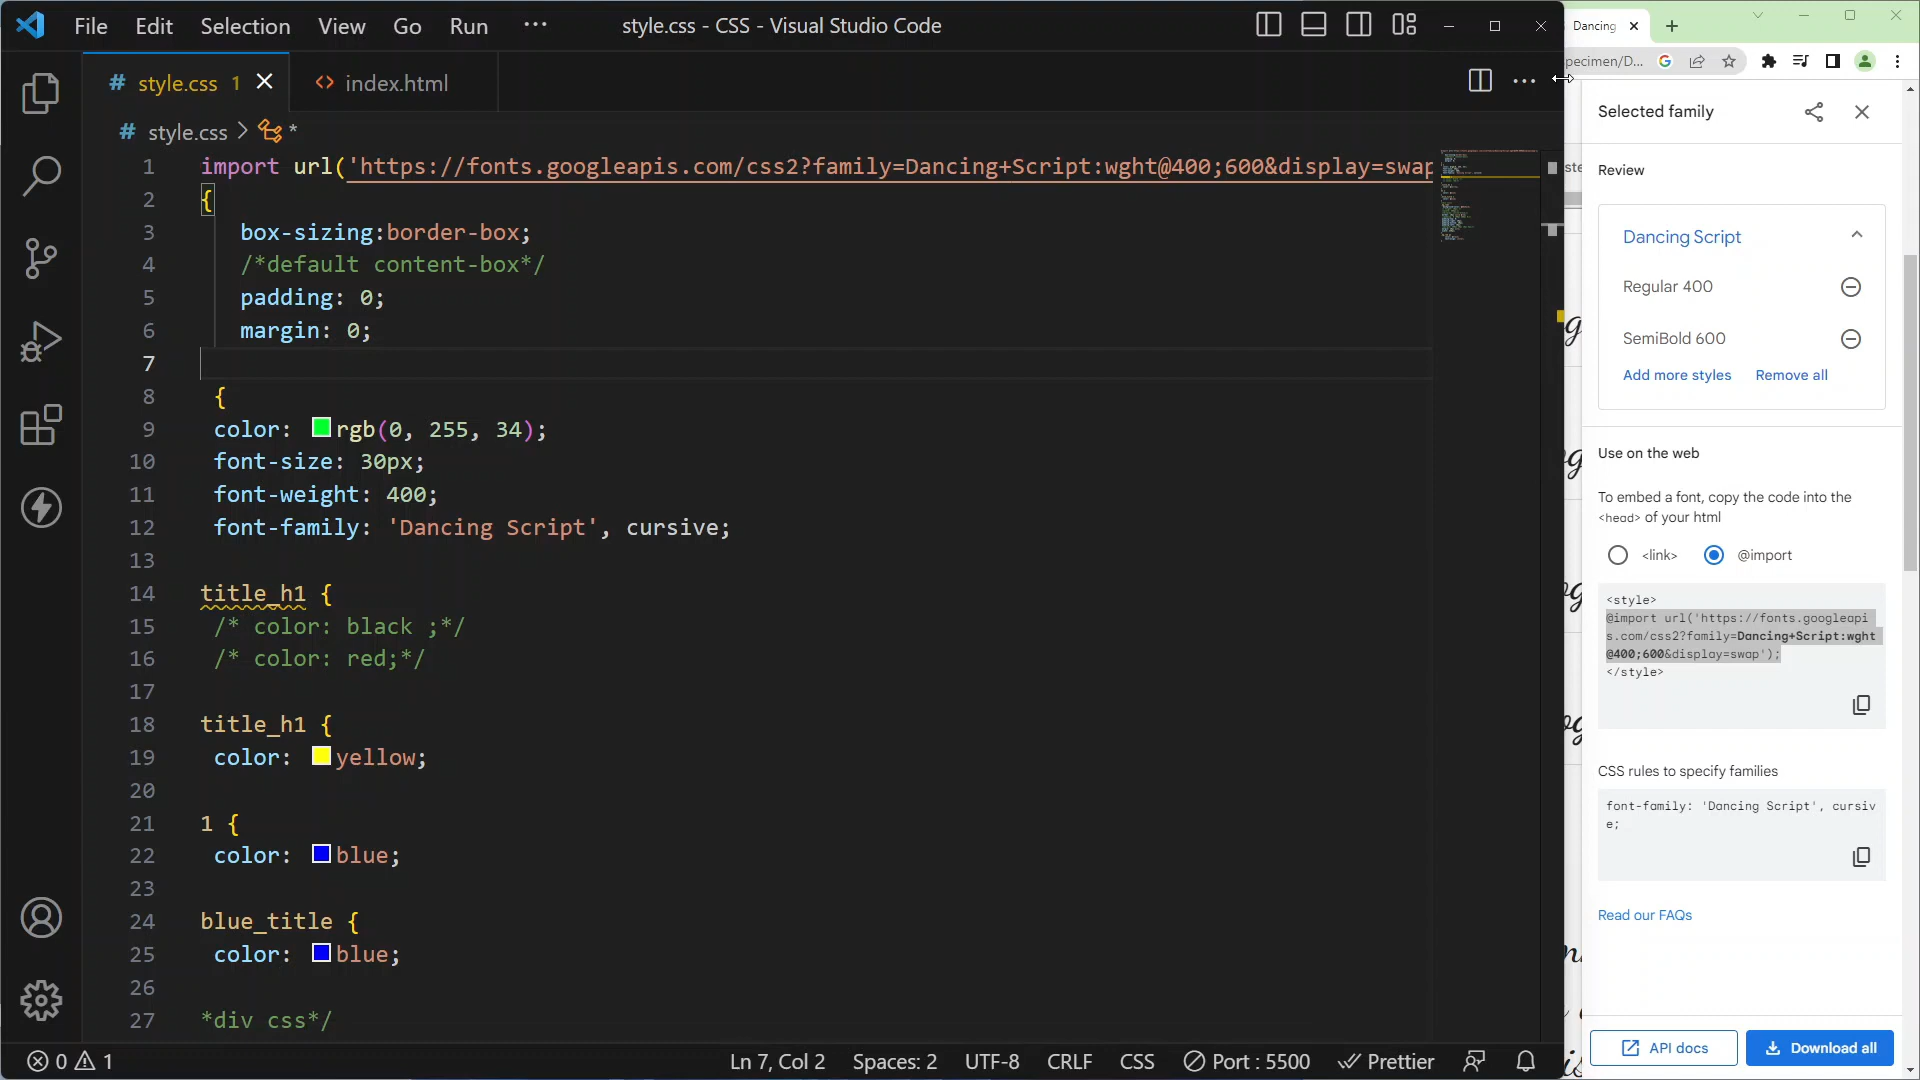 File Edit Selection View Go Run ··· style.css - CSS - Visual Studio Code
# style.css 1
<> index.html
# style.css > *
1 import url('https://fonts.googleapis.com/css2?family=Dancing+Script:wght@400;600&display=swap
2 {
3 box-sizing:border-box;
4 /*default content-box*/
5 padding: 0;
6 margin: 0;
7
8 {
9 color: rgb(0, 255, 34);
10 font-size: 30px;
11 font-weight: 400;
12 font-family: 'Dancing Script', cursive;
13
14 title_h1 {
15 /* color: black ;*/
16 /* color: red;*/
17
18 title_h1 {
19 color: yellow;
20
21 1 {
22 color: blue;
23
24 blue_title {
25 color: blue;
26
27 *div css*/
0 1
Ln 7, Col 2 Spaces: 2 UTF-8 CRLF CSS Port : 5500 Prettier
Dancing
pecimen/D...
Selected family
Review
Dancing Script
Regular 400
SemiBold 600
Add more styles Remove all
Use on the web
To embed a font, copy the code into the
<head> of your html
<link> @import
<style>
@import url('https://fonts.googleapi
s.com/css2?family=Dancing+Script:wght
@400;600&display=swap');
</style>
CSS rules to specify families
font-family: 'Dancing Script', cursiv
e;
Read our FAQs
API docs Download all